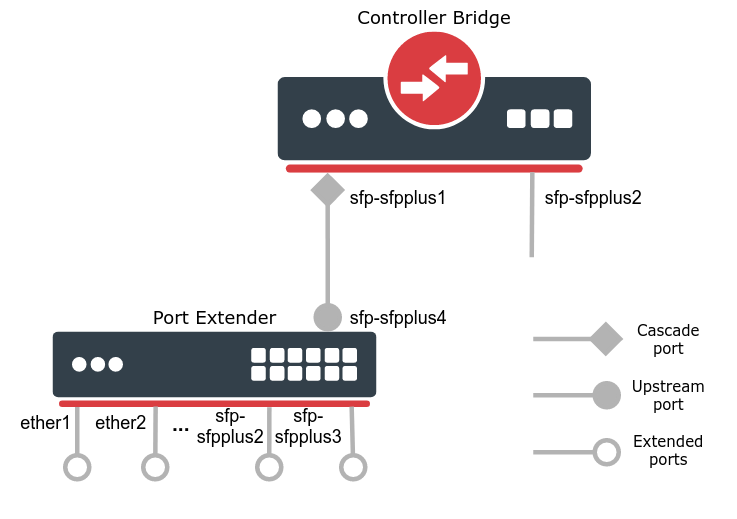 Controller Bridge
sfp-sfpplus1
sfp-sfpplus2
Port Extender
sfp-sfpplus4
Cascade
port
Upstream
port
ether1
ether2
...
sfp-
sfpplus2
sfp-
sfpplus3
Extended
ports